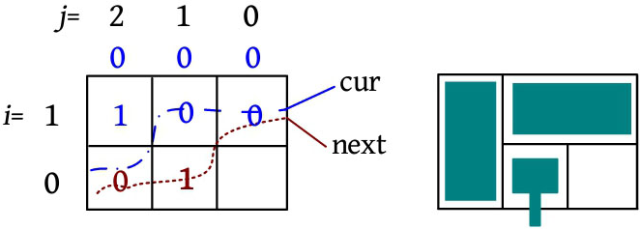 j= 2 1 0
0 0 0
cur
i= 1 1 0 0
next
0 0 1